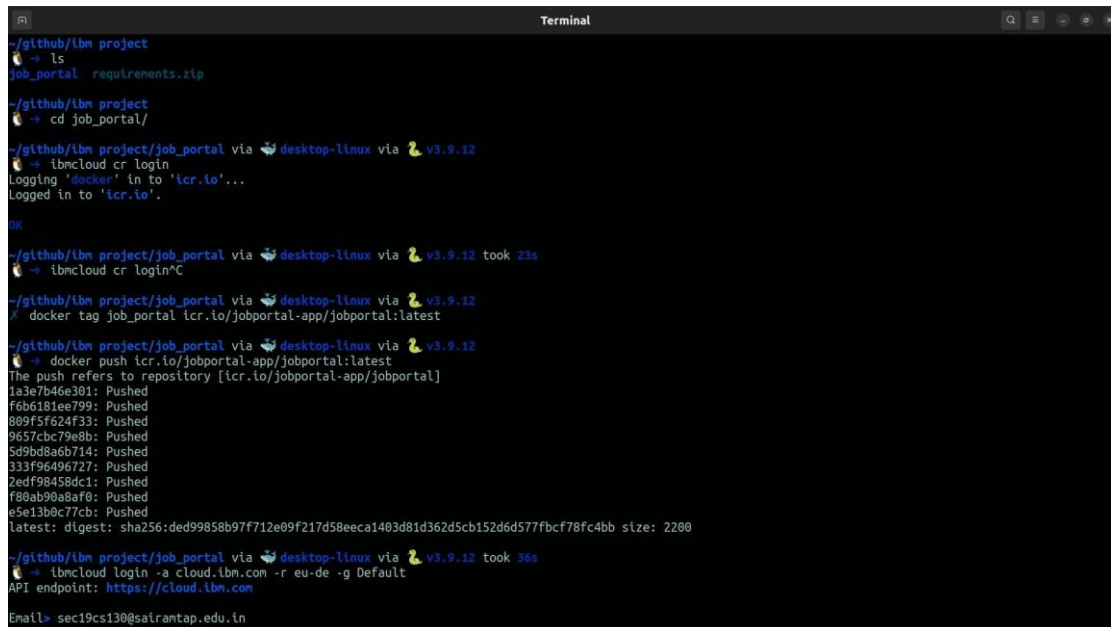 Terminal
~/github/ibm project
→ ls
job_portal requirements.zip
~/github/ibm project
→ cd job_portal/
~/github/ibm project/job_portal via desktop-linux via v3.9.12
→ ibmcloud cr login
Logging 'docker' in to 'icr.io'...
Logged in to 'icr.io'.
OK
~/github/ibm project/job_portal via desktop-linux via v3.9.12 took 23s
→ ibmcloud cr login^C
~/github/ibm project/job_portal via desktop-linux via v3.9.12
✗ docker tag job_portal icr.io/jobportal-app/jobportal:latest
~/github/ibm project/job_portal via desktop-linux via v3.9.12
→ docker push icr.io/jobportal-app/jobportal:latest
The push refers to repository [icr.io/jobportal-app/jobportal]
1a3e7b46e301: Pushed
f6b6181ee799: Pushed
809f5f624f33: Pushed
9657cbc79e8b: Pushed
5d9bd8a6b714: Pushed
333f96496727: Pushed
2edf98458dc1: Pushed
f80ab90a8af0: Pushed
e5e13b0c77cb: Pushed
latest: digest: sha256:ded99858b97f712e09f217d58eeca1403d81d362d5cb152d6d577fbcf78fc4bb size: 2200
~/github/ibm project/job_portal via desktop-linux via v3.9.12 took 36s
→ ibmcloud login -a cloud.ibm.com -r eu-de -g Default
API endpoint: https://cloud.ibm.com
Email> sec19cs130@sairamtap.edu.in